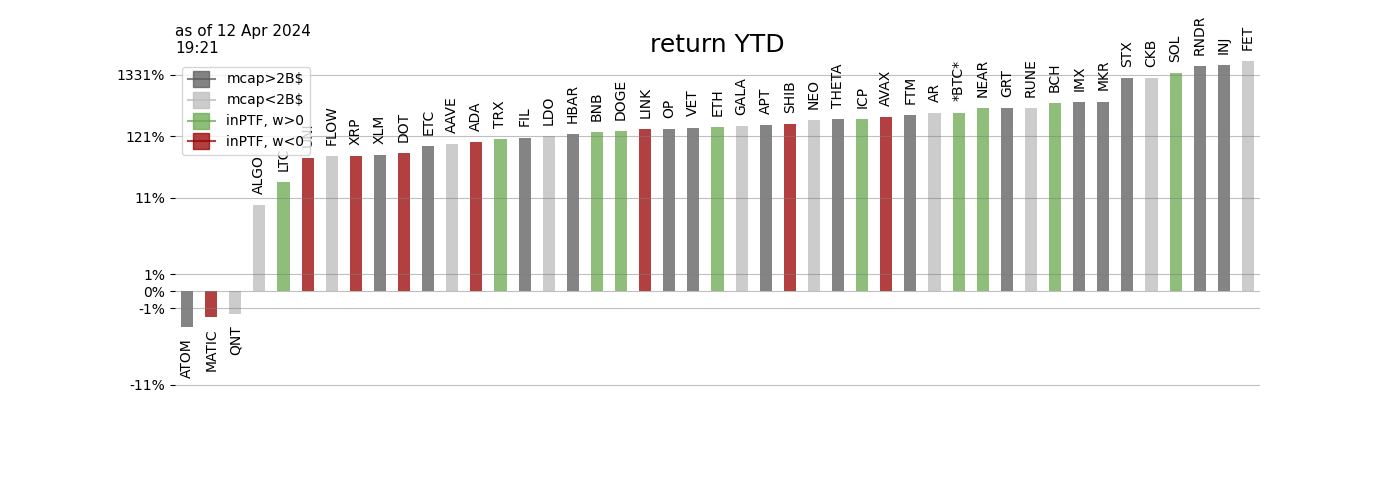 as of 12 Apr 2024
19:21
return YTD
1331%
121%
11%
1%
0%
-1%
-11%
mcap>2B$
mcap<2B$
inPTF, w>0
inPTF, w<0
ATOM
MATIC
QNT
ALGO
LTC
UNI
FLOW
XRP
XLM
DOT
ETC
AAVE
ADA
TRX
FIL
LDO
HBAR
BNB
DOGE
LINK
OP
VET
ETH
GALA
APT
SHIB
NEO
THETA
ICP
AVAX
FTM
AR
*BTC*
NEAR
GRT
RUNE
BCH
IMX
MKR
STX
CKB
SOL
RNDR
INJ
FET